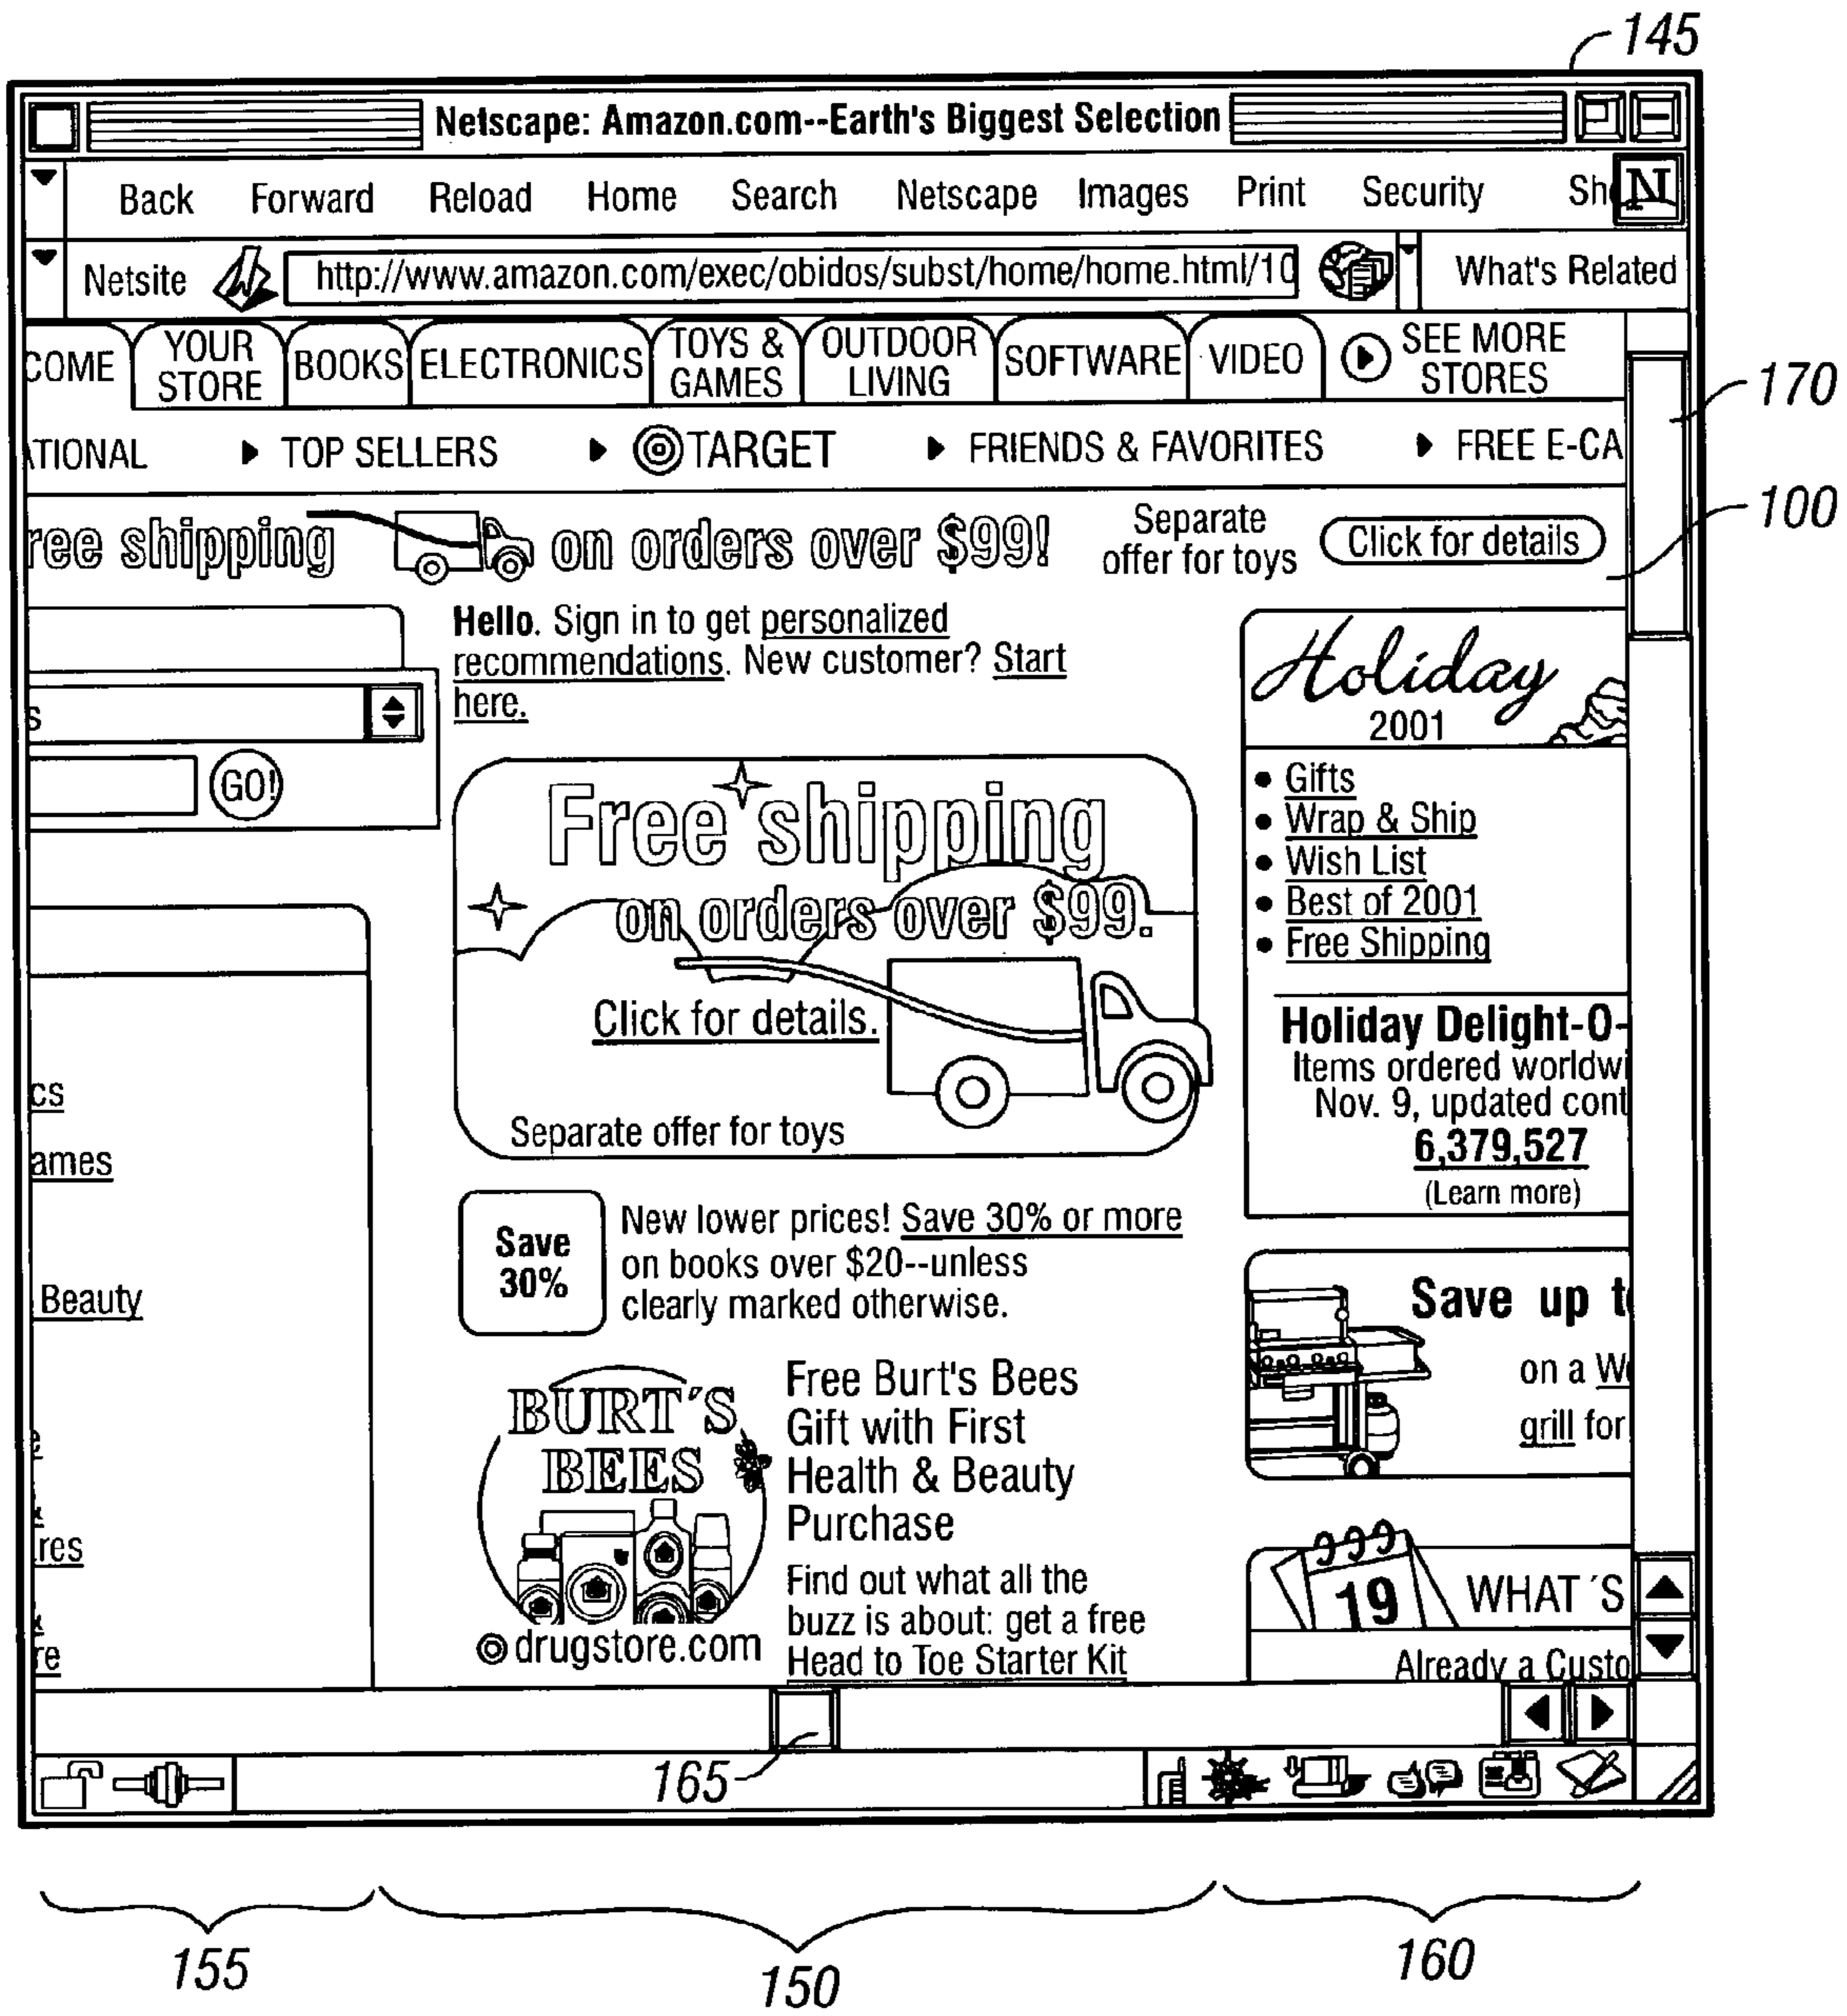 145
Netscape: Amazon.com--Earth's Biggest Selection
Back Forward Reload Home Search Netscape Images Print Security Sh N
Netsite http://www.amazon.com/exec/obidos/subst/home/home.html/10 What's Related
COME YOUR STORE BOOKS ELECTRONICS TOYS & GAMES OUTDOOR LIVING SOFTWARE VIDEO SEE MORE STORES
170
ATIONAL TOP SELLERS TARGET FRIENDS & FAVORITES FREE E-CA
100
ree shipping on orders over $99! Separate offer for toys Click for details
Hello. Sign in to get personalized
recommendations. New customer? Start
here.
s
GO!
Holiday
2001
• Gifts
• Wrap & Ship
• Wish List
• Best of 2001
• Free Shipping
Free shipping
on orders over $99.
Click for details.
Separate offer for toys
Holiday Delight-O-
Items ordered worldwi
Nov. 9, updated cont
6,379,527
(Learn more)
cs
ames
Beauty
res
re
Save
30%
New lower prices! Save 30% or more
on books over $20--unless
clearly marked otherwise.
Save up to
on a W
grill for
BURT'S
BEES
drugstore.com
Free Burt's Bees
Gift with First
Health & Beauty
Purchase
Find out what all the
buzz is about: get a free
Head to Toe Starter Kit
19
WHAT'S
Already a Custo
165
155
150
160